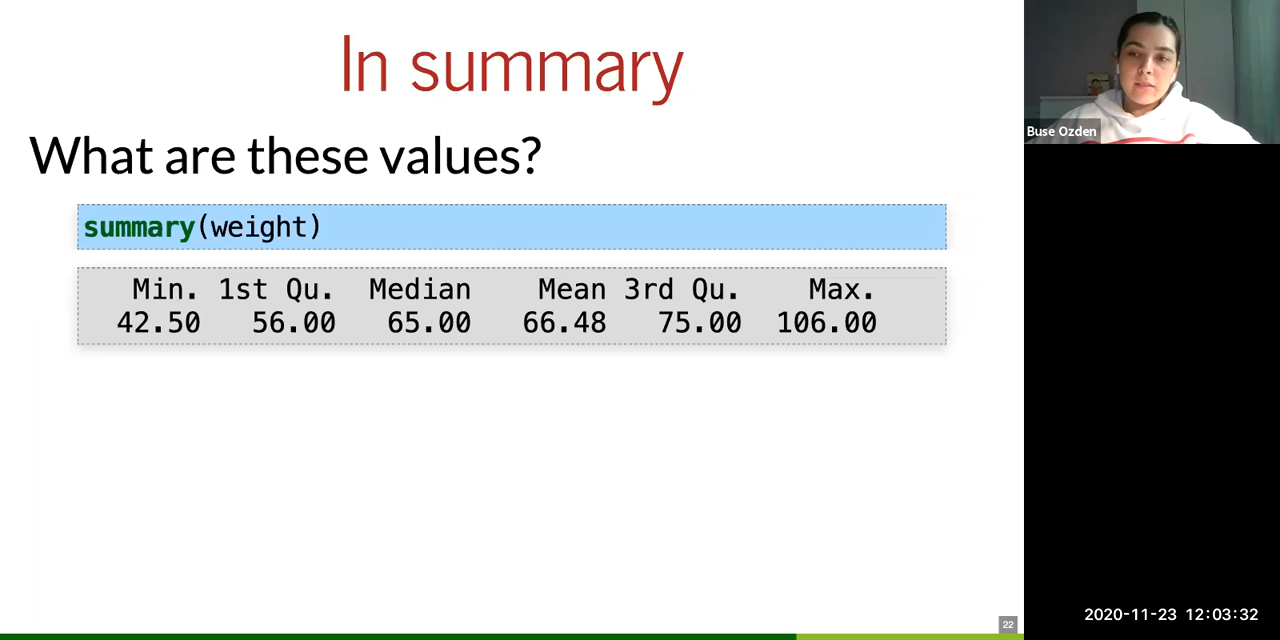 In summary
What are these values?
summary(weight)
Min. 1st Qu. Median Mean 3rd Qu. Max.
42.50 56.00 65.00 66.48 75.00 106.00
22
Buse Ozden
2020-11-23 12:03:32